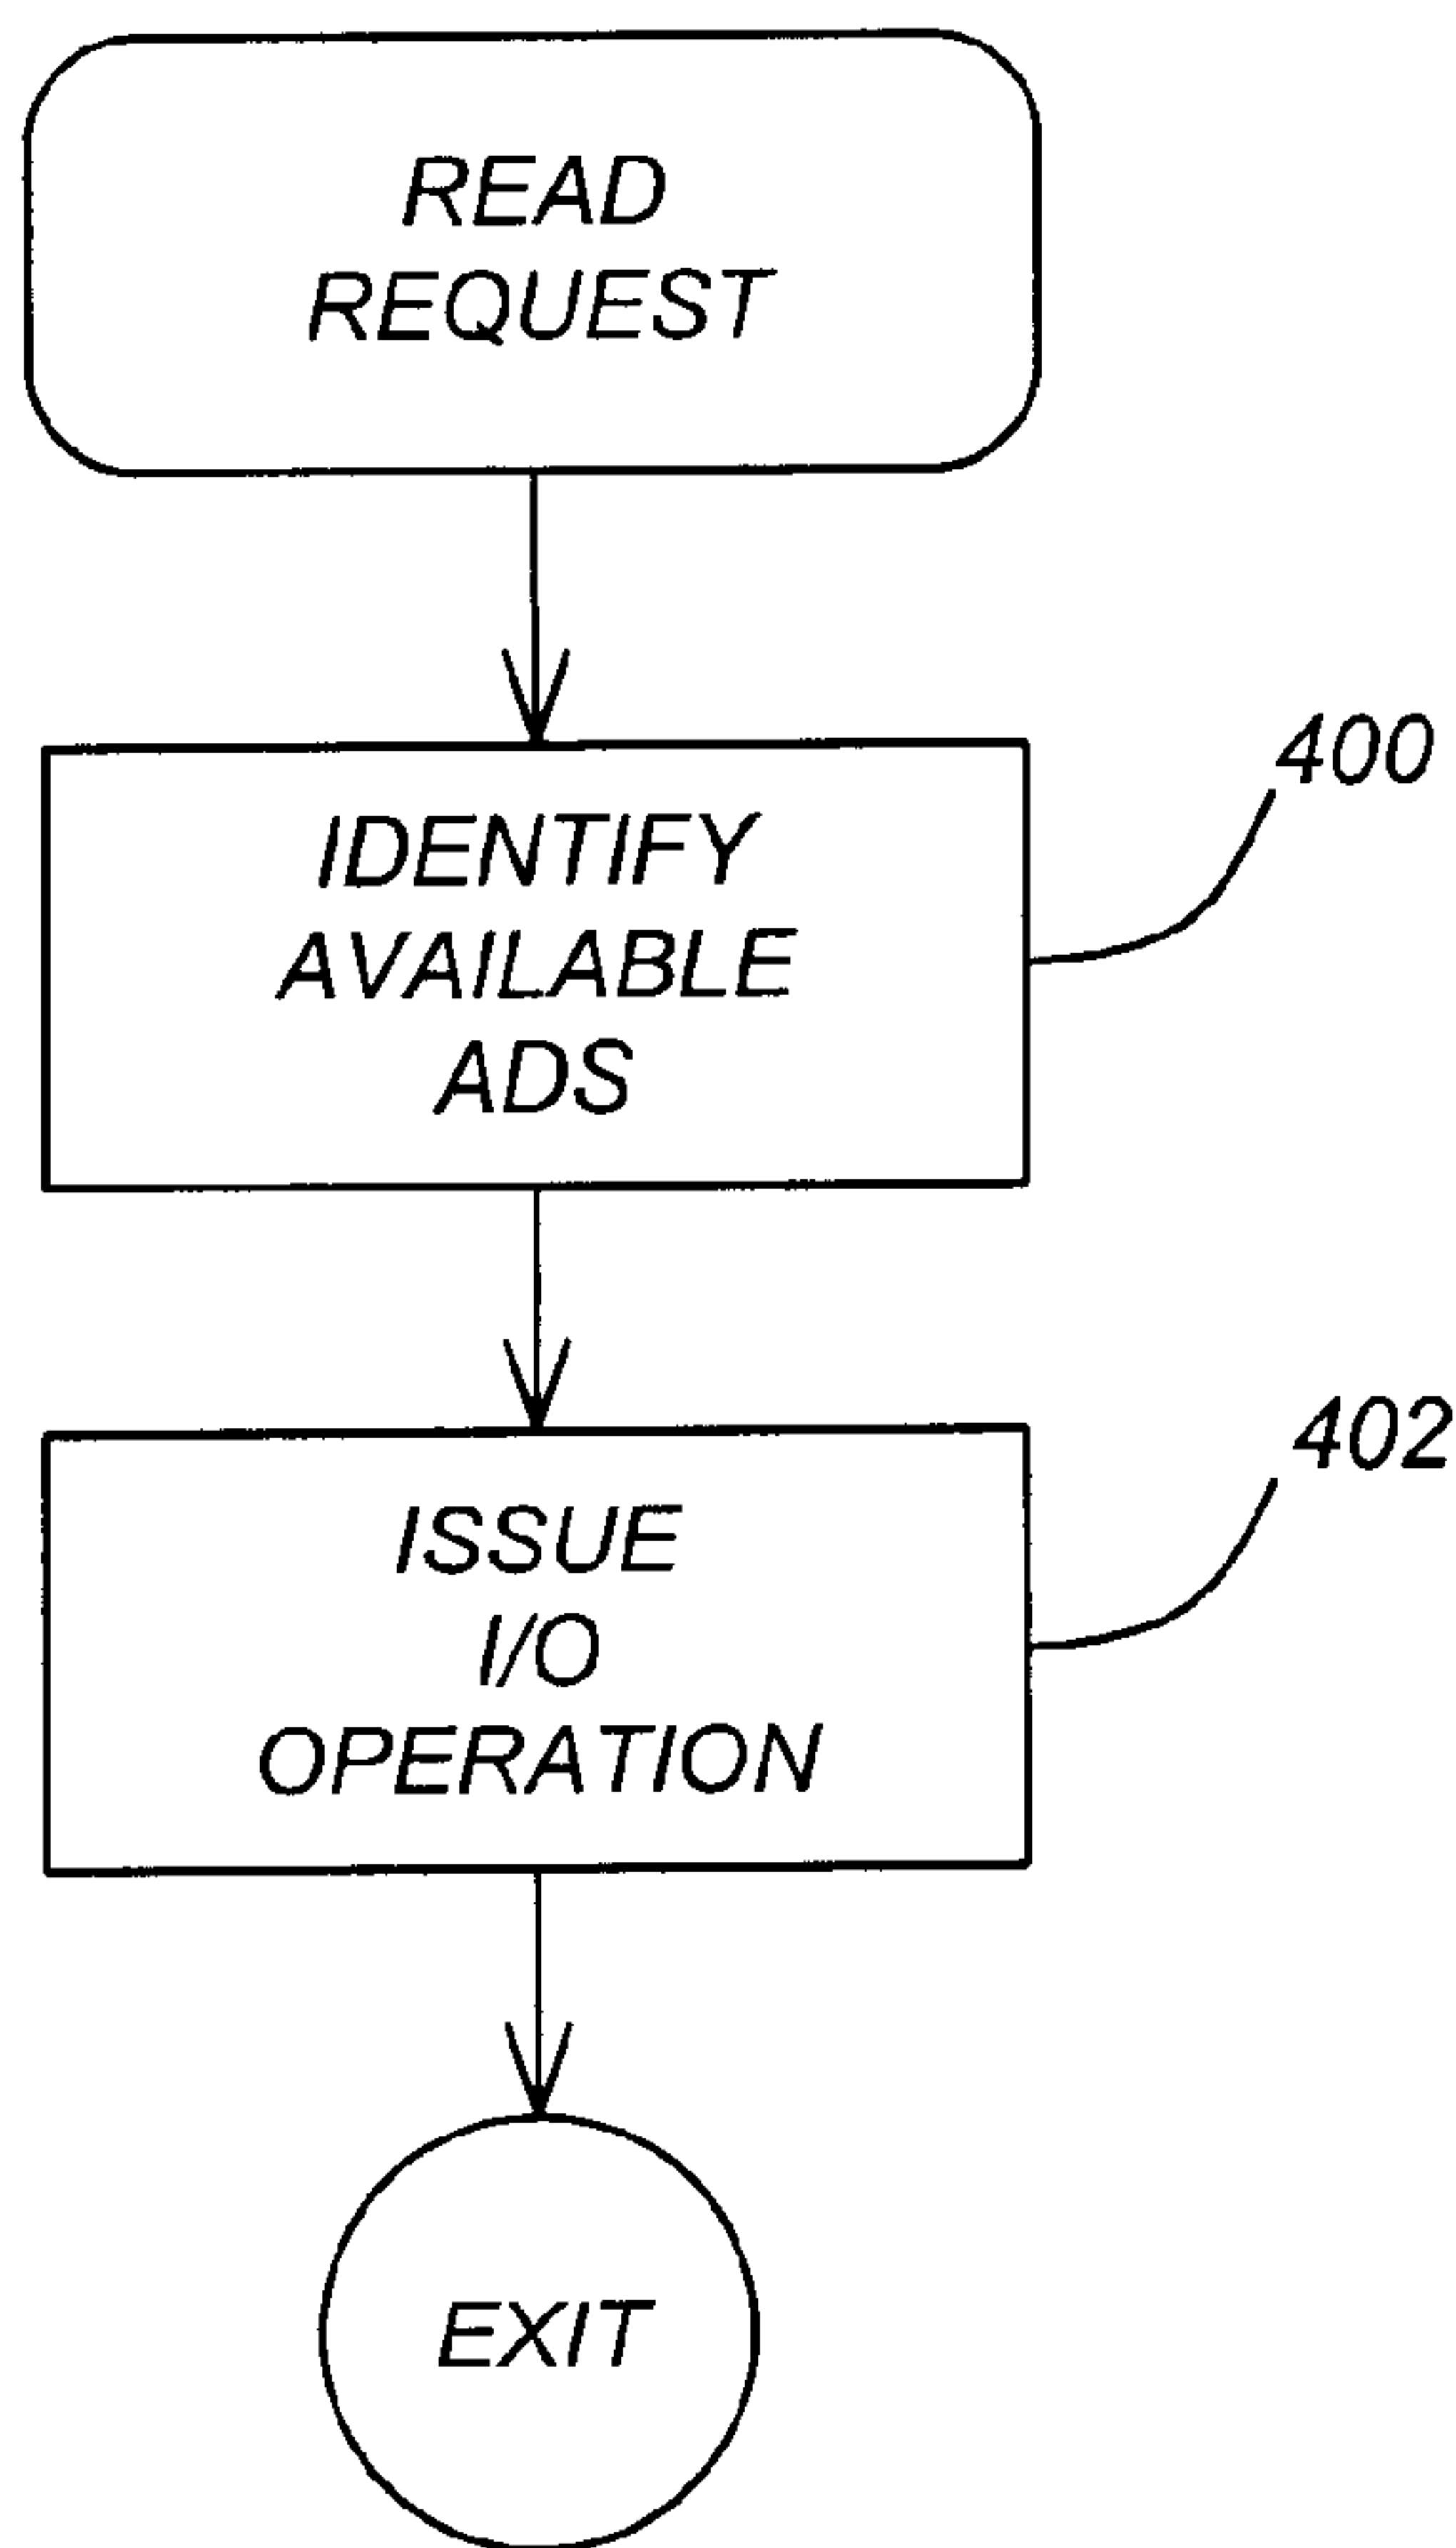 READ
REQUEST
400
IDENTIFY
AVAILABLE
ADS
402
ISSUE
I/O
OPERATION
EXIT